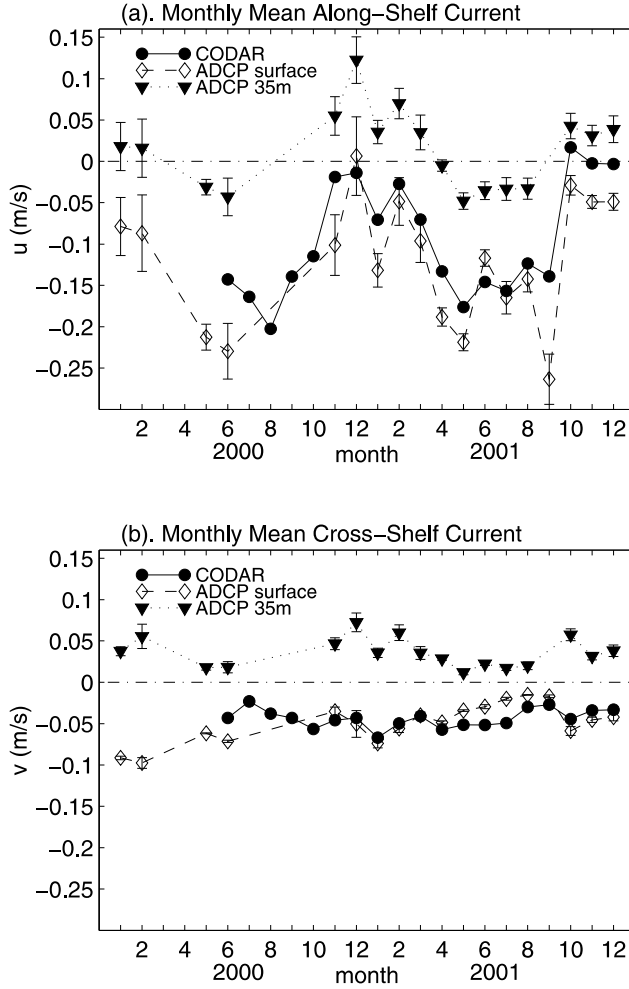 (a). Monthly Mean Along−Shelf Current
0.15
0.1
0.05
0
−0.05
−0.1
−0.15
−0.2
−0.25
u (m/s)
CODAR
ADCP surface
ADCP 35m
2 4 6 8 10 12 2 4 6 8 10 12
2000 month 2001
(b). Monthly Mean Cross−Shelf Current
0.15
0.1
0.05
0
−0.05
−0.1
−0.15
−0.2
−0.25
v (m/s)
CODAR
ADCP surface
ADCP 35m
2 4 6 8 10 12 2 4 6 8 10 12
2000 month 2001